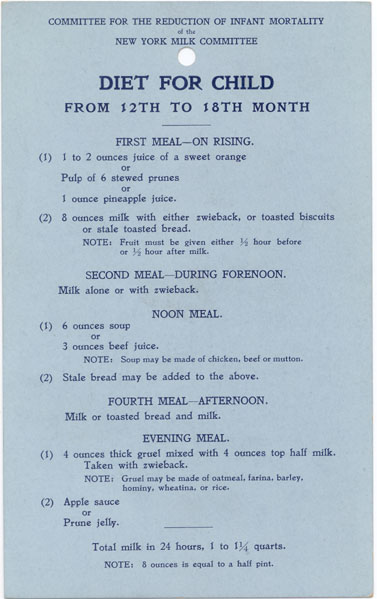 COMMITTEE FOR THE REDUCTION OF INFANT MORTALITY
of the
NEW YORK MILK COMMITTEE
DIET FOR CHILD
FROM 12TH TO 18TH MONTH
FIRST MEAL—ON RISING.
(1) 1 to 2 ounces juice of a sweet orange
or
Pulp of 6 stewed prunes
or
1 ounce pineapple juice.
(2) 8 ounces milk with either zwieback, or toasted biscuits
or stale toasted bread.
NOTE: Fruit must be given either ½ hour before
or ½ hour after milk.
SECOND MEAL—DURING FORENOON.
Milk alone or with zwieback.
NOON MEAL.
(1) 6 ounces soup
or
3 ounces beef juice.
NOTE: Soup may be made of chicken, beef or mutton.
(2) Stale bread may be added to the above.
FOURTH MEAL—AFTERNOON.
Milk or toasted bread and milk.
EVENING MEAL.
(1) 4 ounces thick gruel mixed with 4 ounces top half milk.
Taken with zwieback.
NOTE: Gruel may be made of oatmeal, farina, barley,
hominy, wheatina, or rice.
(2) Apple sauce
or
Prune jelly.
Total milk in 24 hours, 1 to 1¼ quarts.
NOTE: 8 ounces is equal to a half pint.